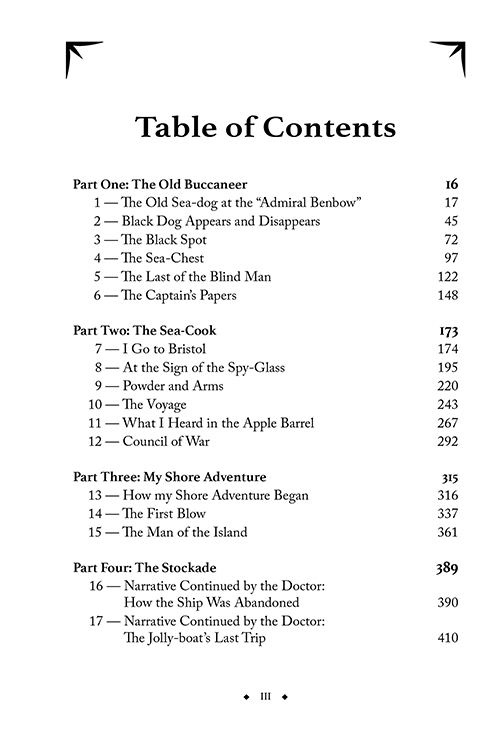 Table of Contents
Part One: The Old Buccaneer 16
1 — The Old Sea-dog at the “Admiral Benbow” 17
2 — Black Dog Appears and Disappears 45
3 — The Black Spot 72
4 — The Sea-Chest 97
5 — The Last of the Blind Man 122
6 — The Captain’s Papers 148
Part Two: The Sea-Cook 173
7 — I Go to Bristol 174
8 — At the Sign of the Spy-Glass 195
9 — Powder and Arms 220
10 — The Voyage 243
11 — What I Heard in the Apple Barrel 267
12 — Council of War 292
Part Three: My Shore Adventure 315
13 — How my Shore Adventure Began 316
14 — The First Blow 337
15 — The Man of the Island 361
Part Four: The Stockade 389
16 — Narrative Continued by the Doctor:
How the Ship Was Abandoned 390
17 — Narrative Continued by the Doctor:
The Jolly-boat’s Last Trip 410
◆ III ◆